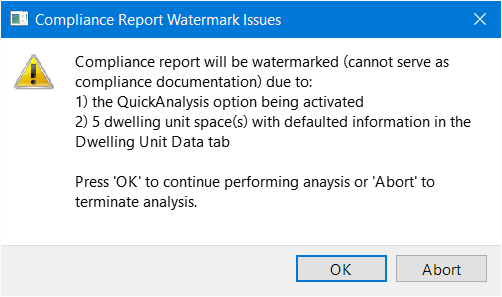 Compliance Report Watermark Issues
Compliance report will be watermarked (cannot serve as
compliance documentation) due to:
1) the QuickAnalysis option being activated
2) 5 dwelling unit space(s) with defaulted information in the
Dwelling Unit Data tab
Press 'OK' to continue performing anaysis or 'Abort' to
terminate analysis.
OK
Abort